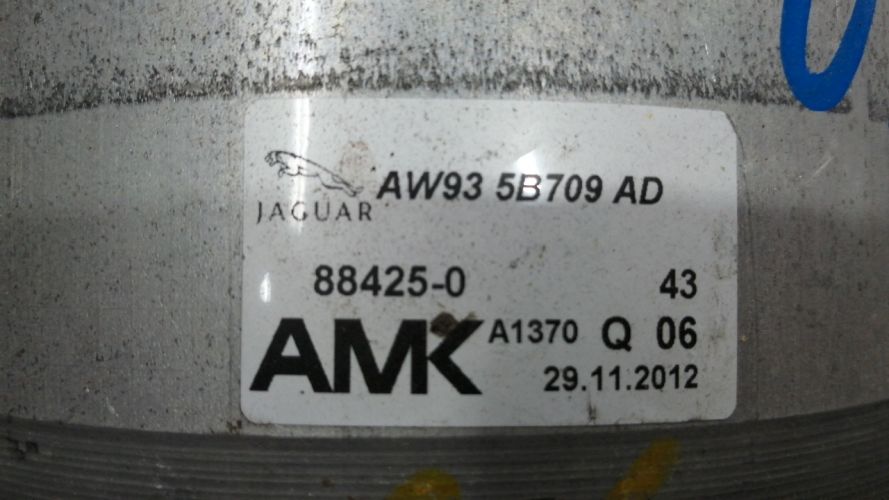 JAGUAR AW93 5B709 AD
88425-0 43
AMK A1370 Q 06
29.11.2012